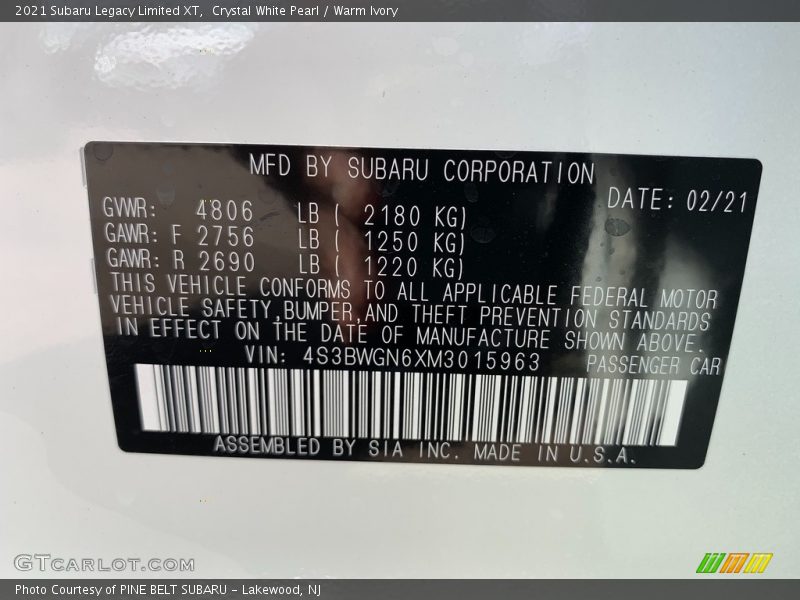 2021 Subaru Legacy Limited XT,  Crystal White Pearl / Warm Ivory
MFD BY SUBARU CORPORATION
DATE: 02/21
GVWR: 4806 LB ( 2180 KG)
GAWR: F 2756 LB ( 1250 KG)
GAWR: R 2690 LB ( 1220 KG)
THIS VEHICLE CONFORMS TO ALL APPLICABLE FEDERAL MOTOR
VEHICLE SAFETY,BUMPER,AND THEFT PREVENTION STANDARDS
IN EFFECT ON THE DATE OF MANUFACTURE SHOWN ABOVE.
VIN: 4S3BWGN6XM3015963 PASSENGER CAR
ASSEMBLED BY SIA INC. MADE IN U.S.A.
GTCARLOT.COM
Photo Courtesy of PINE BELT SUBARU – Lakewood, NJ